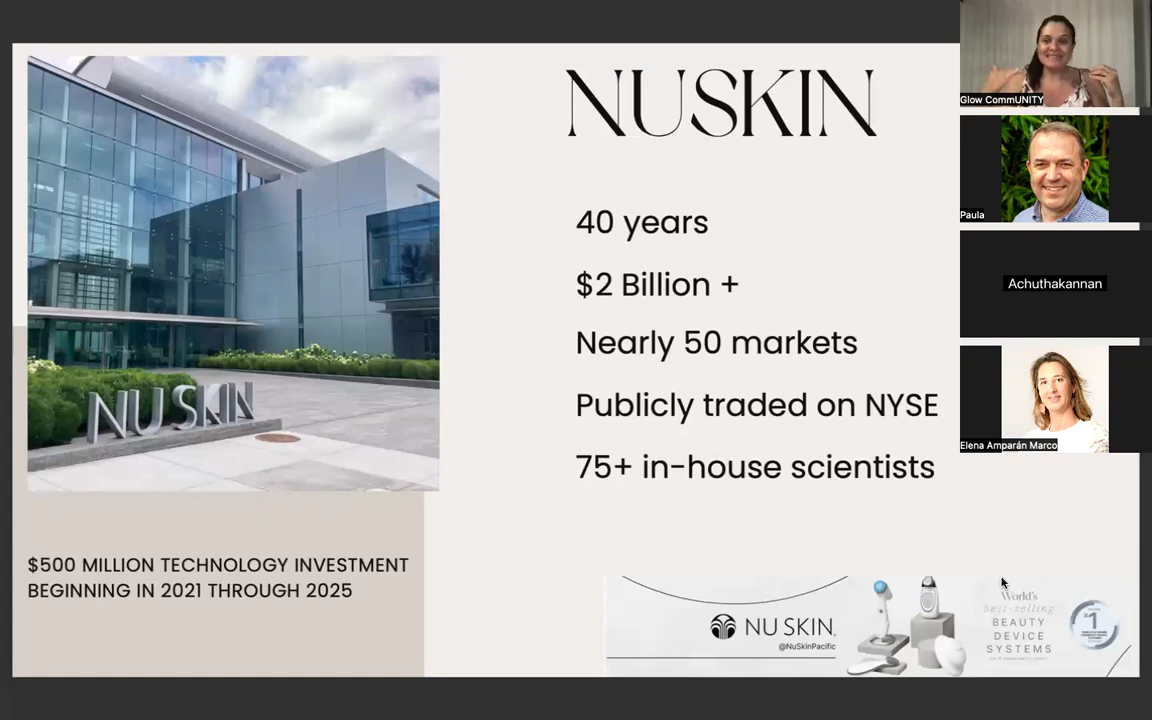 NUSKIN
40 years
$2 Billion +
Nearly 50 markets
Publicly traded on NYSE
75+ in-house scientists
NU SKIN
$500 MILLION TECHNOLOGY INVESTMENT
BEGINNING IN 2021 THROUGH 2025
NU SKIN
@NuSkinPacific
World's
best-selling
BEAUTY
DEVICE
SYSTEMS
#1
Glow CommUNITY
Paula
Achuthakannan
Elena Amparán Marco